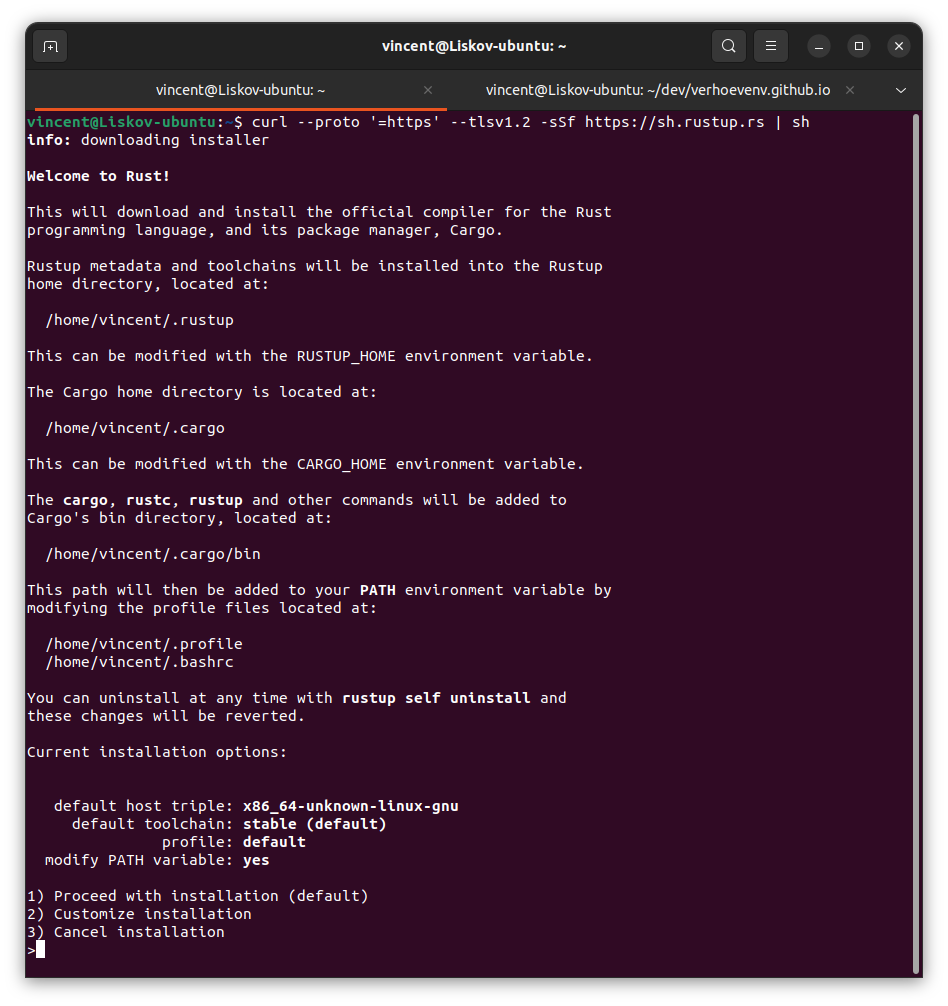 vincent@Liskov-ubuntu: ~
vincent@Liskov-ubuntu: ~
vincent@Liskov-ubuntu: ~/dev/verhoevenv.github.io
vincent@Liskov-ubuntu:~$ curl --proto '=https' --tlsv1.2 -sSf https://sh.rustup.rs | sh
info: downloading installer

Welcome to Rust!

This will download and install the official compiler for the Rust
programming language, and its package manager, Cargo.

Rustup metadata and toolchains will be installed into the Rustup
home directory, located at:

  /home/vincent/.rustup

This can be modified with the RUSTUP_HOME environment variable.

The Cargo home directory is located at:

  /home/vincent/.cargo

This can be modified with the CARGO_HOME environment variable.

The cargo, rustc, rustup and other commands will be added to
Cargo's bin directory, located at:

  /home/vincent/.cargo/bin

This path will then be added to your PATH environment variable by
modifying the profile files located at:

  /home/vincent/.profile
  /home/vincent/.bashrc

You can uninstall at any time with rustup self uninstall and
these changes will be reverted.

Current installation options:


   default host triple: x86_64-unknown-linux-gnu
     default toolchain: stable (default)
               profile: default
  modify PATH variable: yes

1) Proceed with installation (default)
2) Customize installation
3) Cancel installation
>